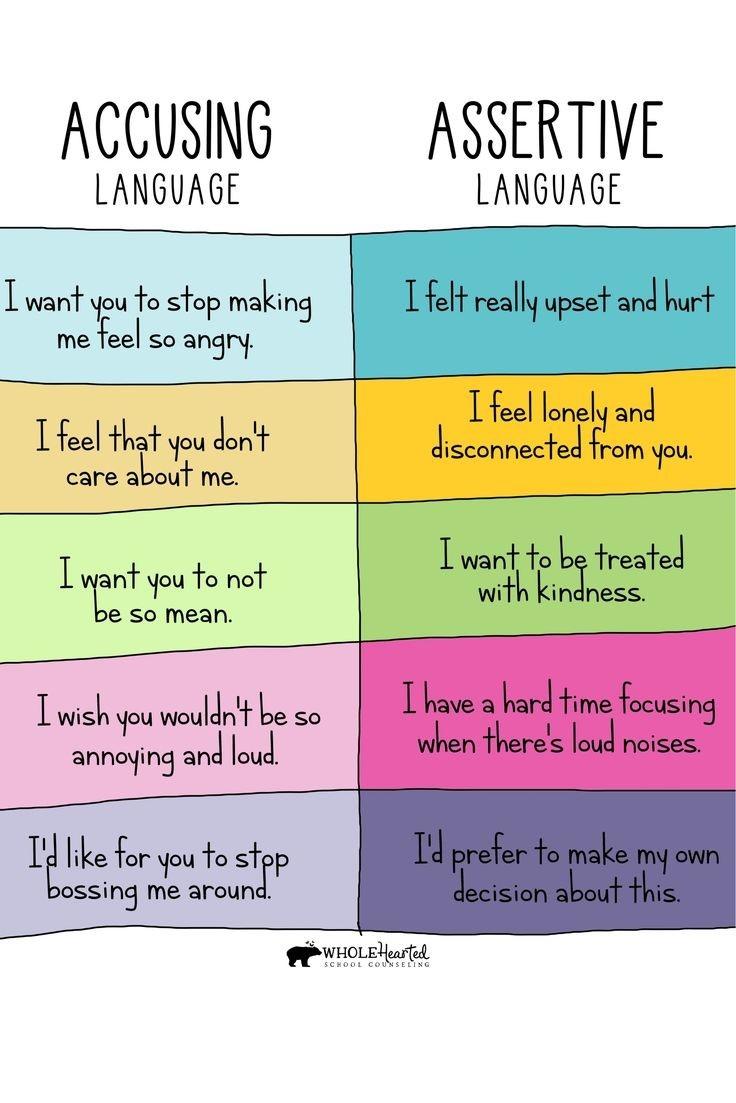 ACCUSING
LANGUAGE
ASSERTIVE
LANGUAGE
I want you to stop making
me feel so angry.
I felt really upset and hurt
I feel that you don't
care about me.
I feel lonely and
disconnected from you.
I want you to not
be so mean.
I want to be treated
with kindness.
I wish you wouldn't be so
annoying and loud.
I have a hard time focusing
when there's loud noises.
I'd like for you to stop
bossing me around.
I'd prefer to make my own
decision about this.
WHOLEHearted
SCHOOL COUNSELING